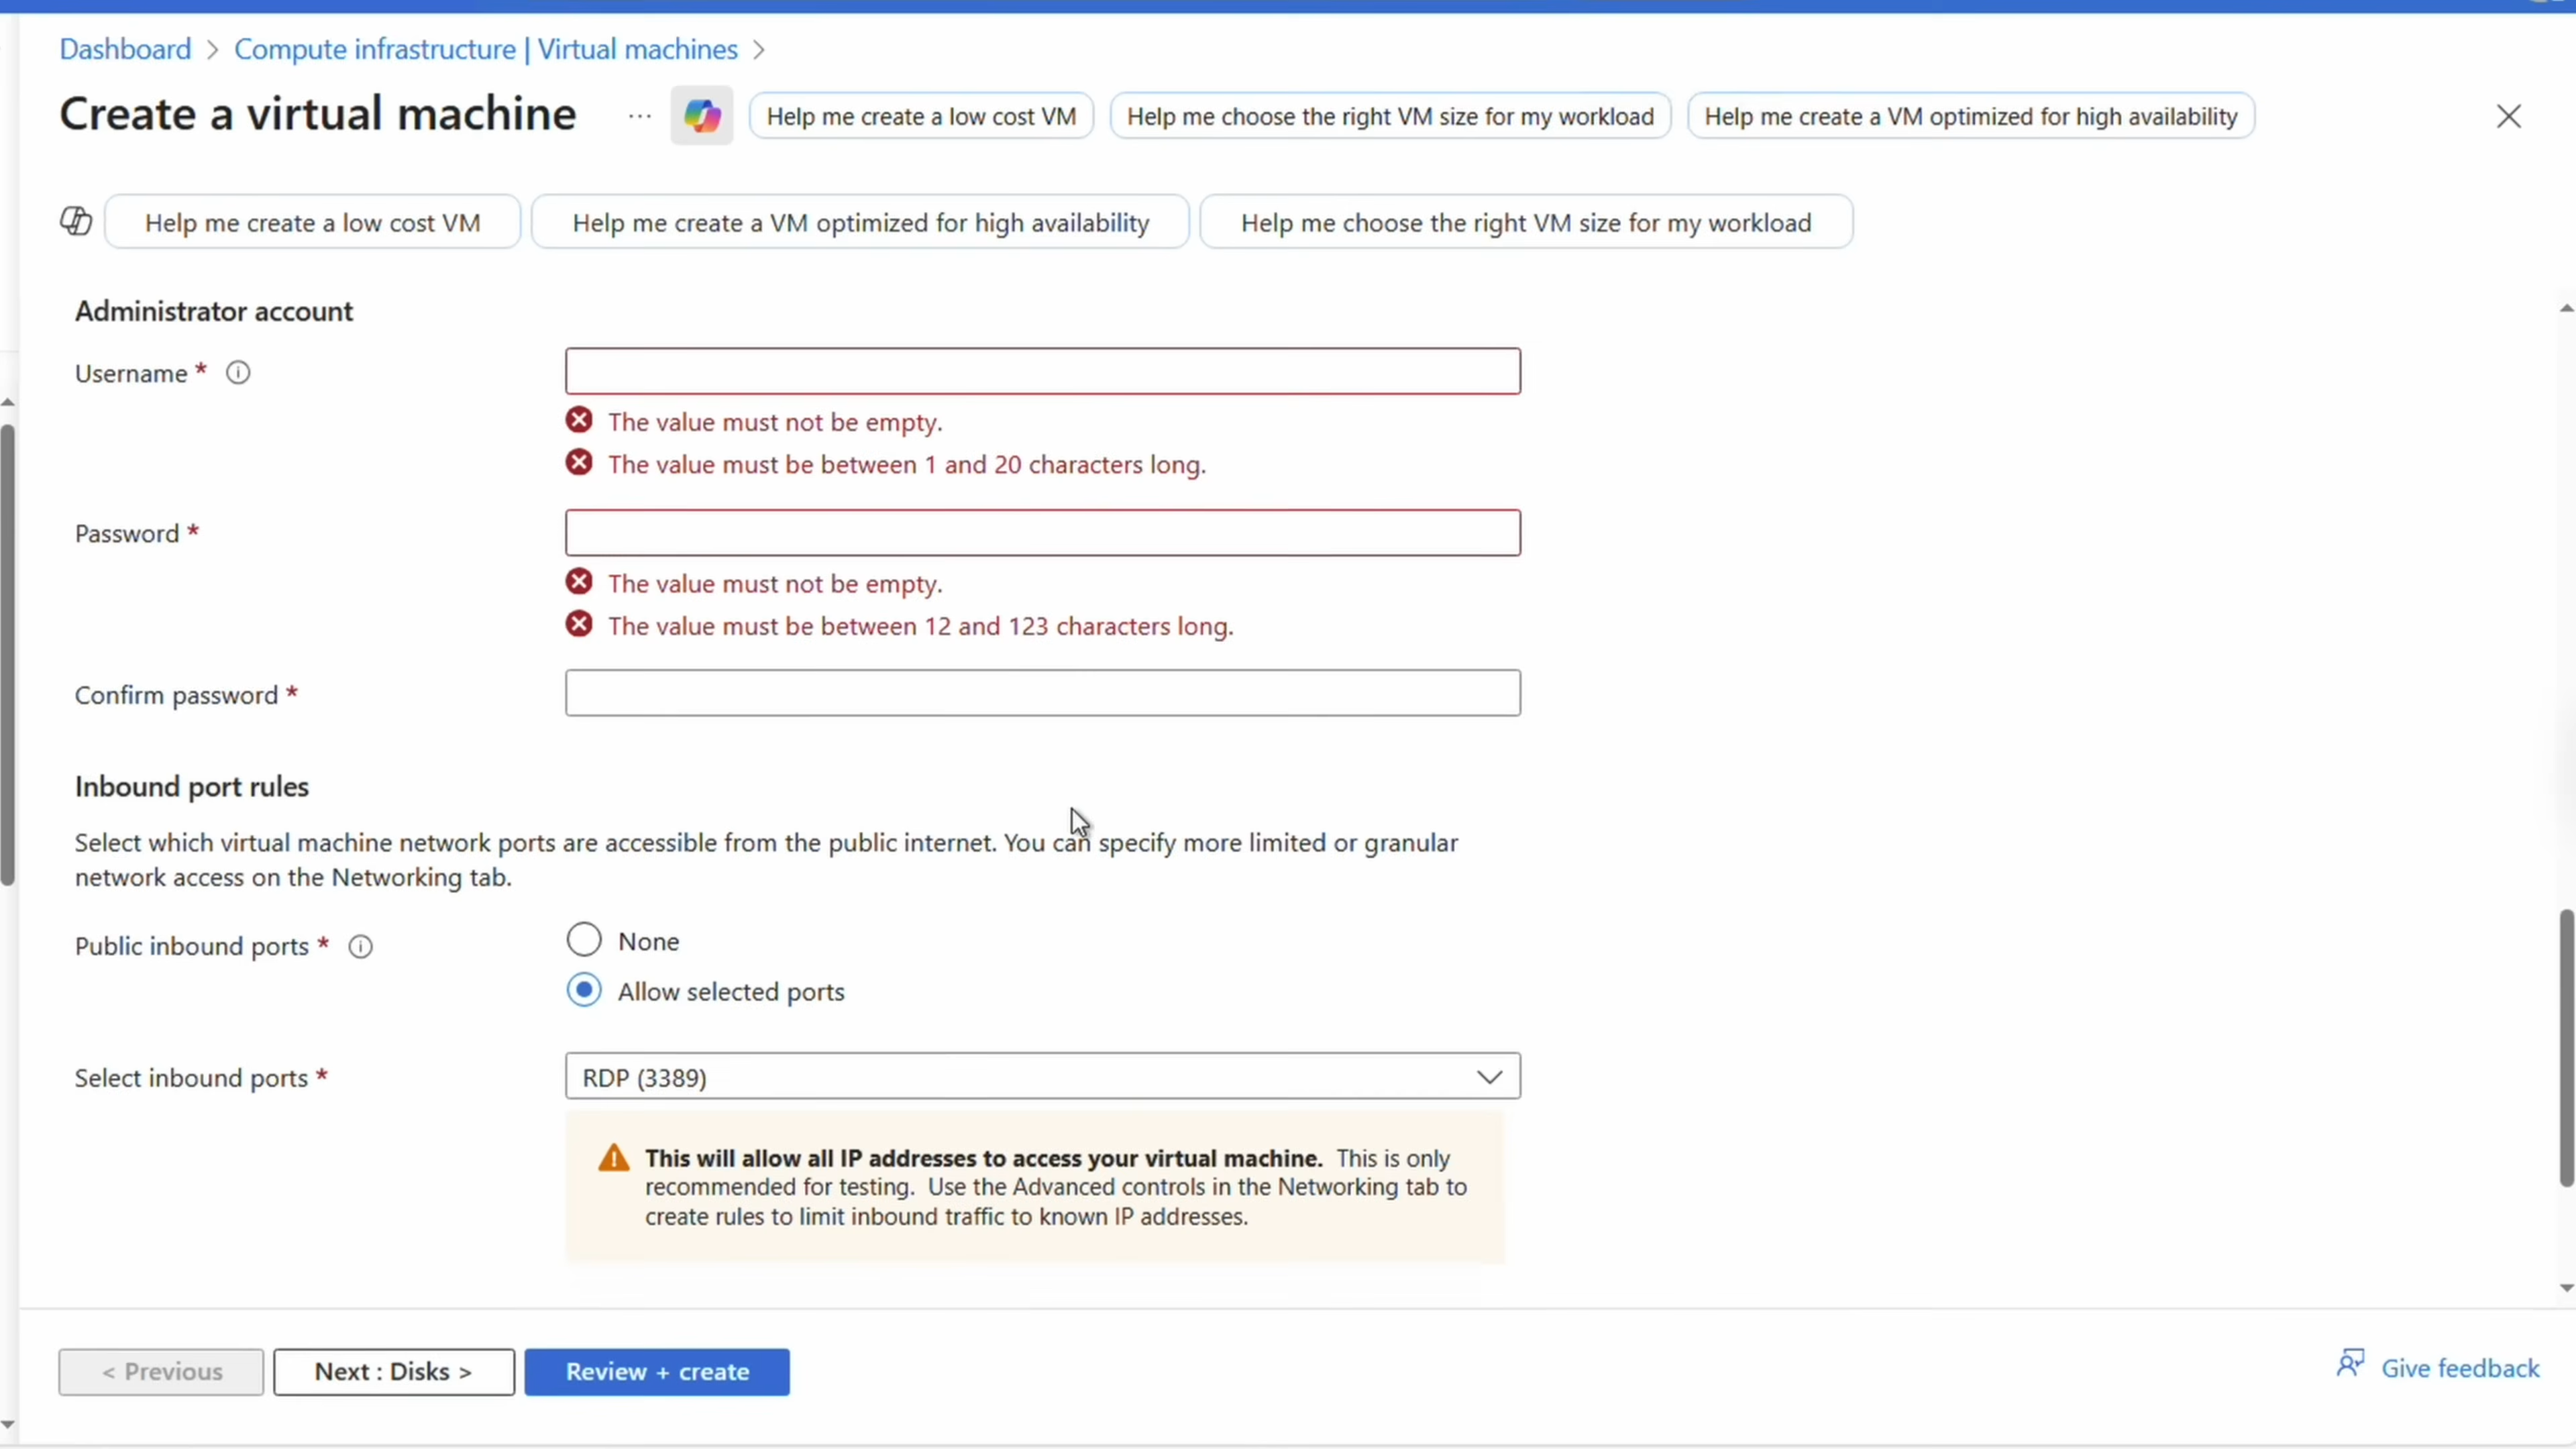 Dashboard > Compute infrastructure | Virtual machines >
Create a virtual machine ... Help me create a low cost VM Help me choose the right VM size for my workload Help me create a VM optimized for high availability
Help me create a low cost VM Help me create a VM optimized for high availability Help me choose the right VM size for my workload
Administrator account
Username *
The value must not be empty.
The value must be between 1 and 20 characters long.
Password *
The value must not be empty.
The value must be between 12 and 123 characters long.
Confirm password *
Inbound port rules
Select which virtual machine network ports are accessible from the public internet. You can specify more limited or granular
network access on the Networking tab.
Public inbound ports *
None
Allow selected ports
Select inbound ports *
RDP (3389)
This will allow all IP addresses to access your virtual machine. This is only
recommended for testing. Use the Advanced controls in the Networking tab to
create rules to limit inbound traffic to known IP addresses.
< Previous Next : Disks > Review + create Give feedback